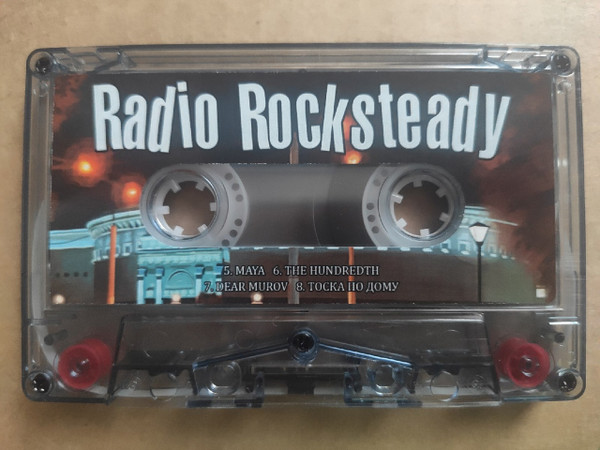 Radio Rocksteady
5. MAYA 6. THE HUNDREDTH
7. DEAR MUROV 8. ТОСКА ПО ДОМУ